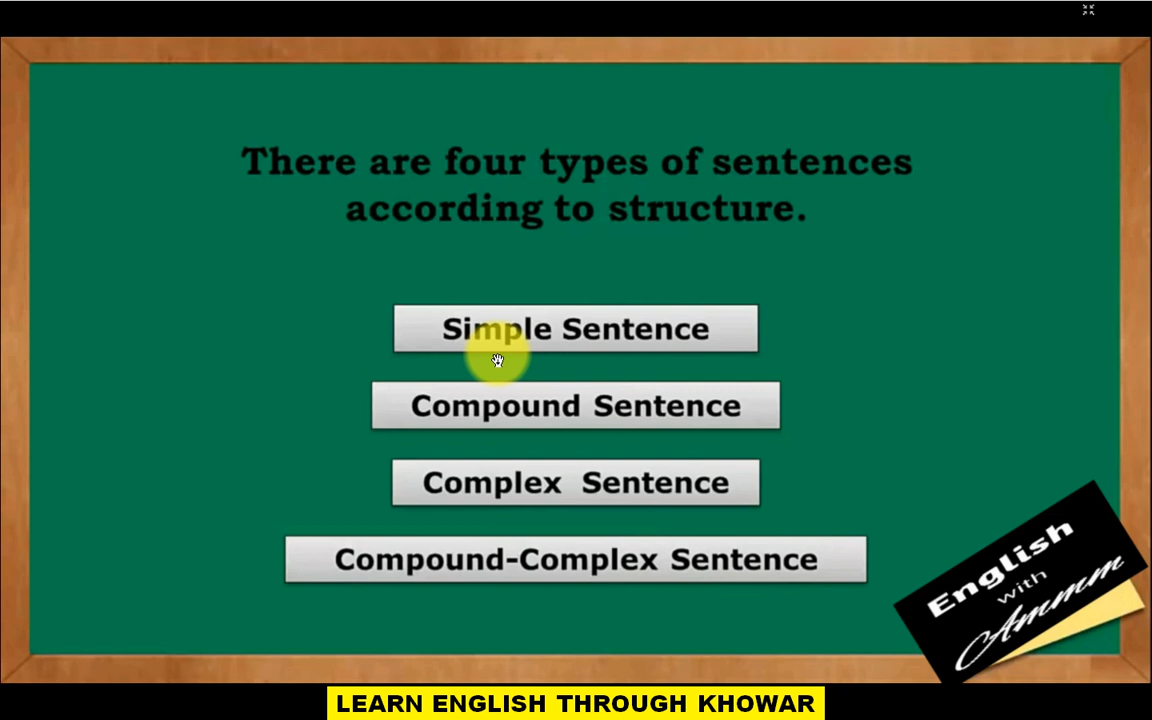 There are four types of sentences
according to structure.
Simple Sentence
Compound Sentence
Complex Sentence
Compound-Complex Sentence
English
with
Ammm
LEARN ENGLISH THROUGH KHOWAR